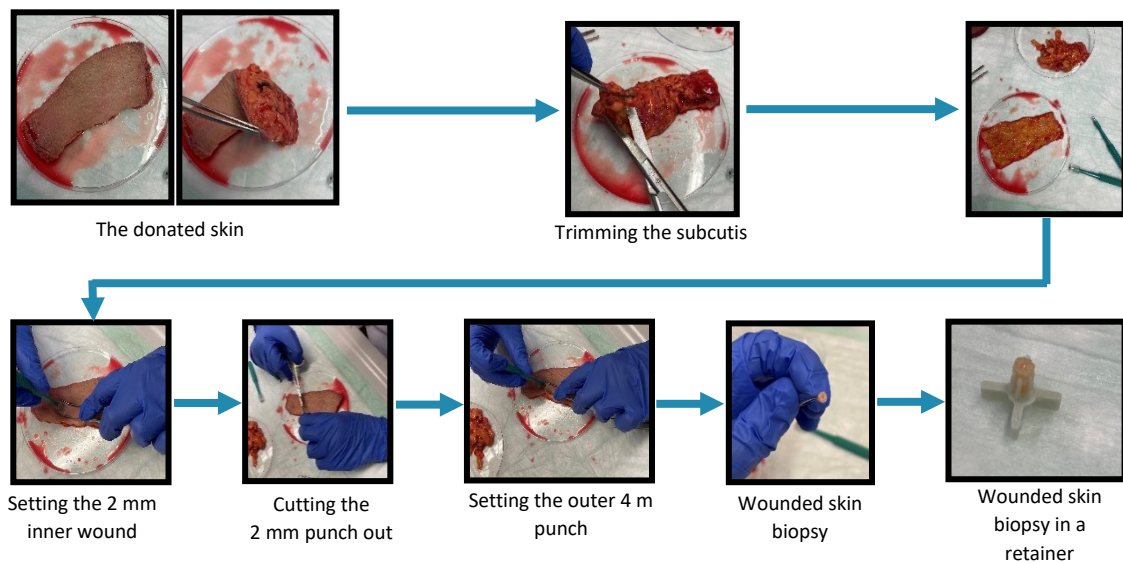 The donated skin
Trimming the subcutis
Setting the 2 mm
inner wound
Cutting the
2 mm punch out
Setting the outer 4 m
punch
Wounded skin
biopsy
Wounded skin
biopsy in a
retainer